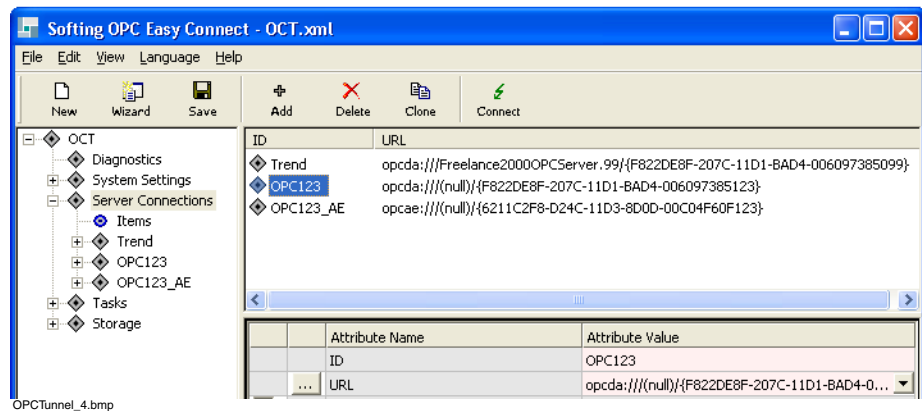 Softing OPC Easy Connect - OCT.xml
File Edit View Language Help
New Wizard Save Add Delete Clone Connect
OCT
Diagnostics
System Settings
Server Connections
Items
Trend
OPC123
OPC123_AE
Tasks
Storage
ID URL
Trend opcda:///Freelance2000OPCServer.99/{F822DE8F-207C-11D1-BAD4-006097385099}
OPC123 opcda:///(null)/{F822DE8F-207C-11D1-BAD4-006097385123}
OPC123_AE opcae:///(null)/{6211C2F8-D24C-11D3-8D0D-00C04F60F123}
Attribute Name Attribute Value
ID OPC123
... URL opcda:///(null)/{F822DE8F-207C-11D1-BAD4-0...
OPCTunnel_4.bmp